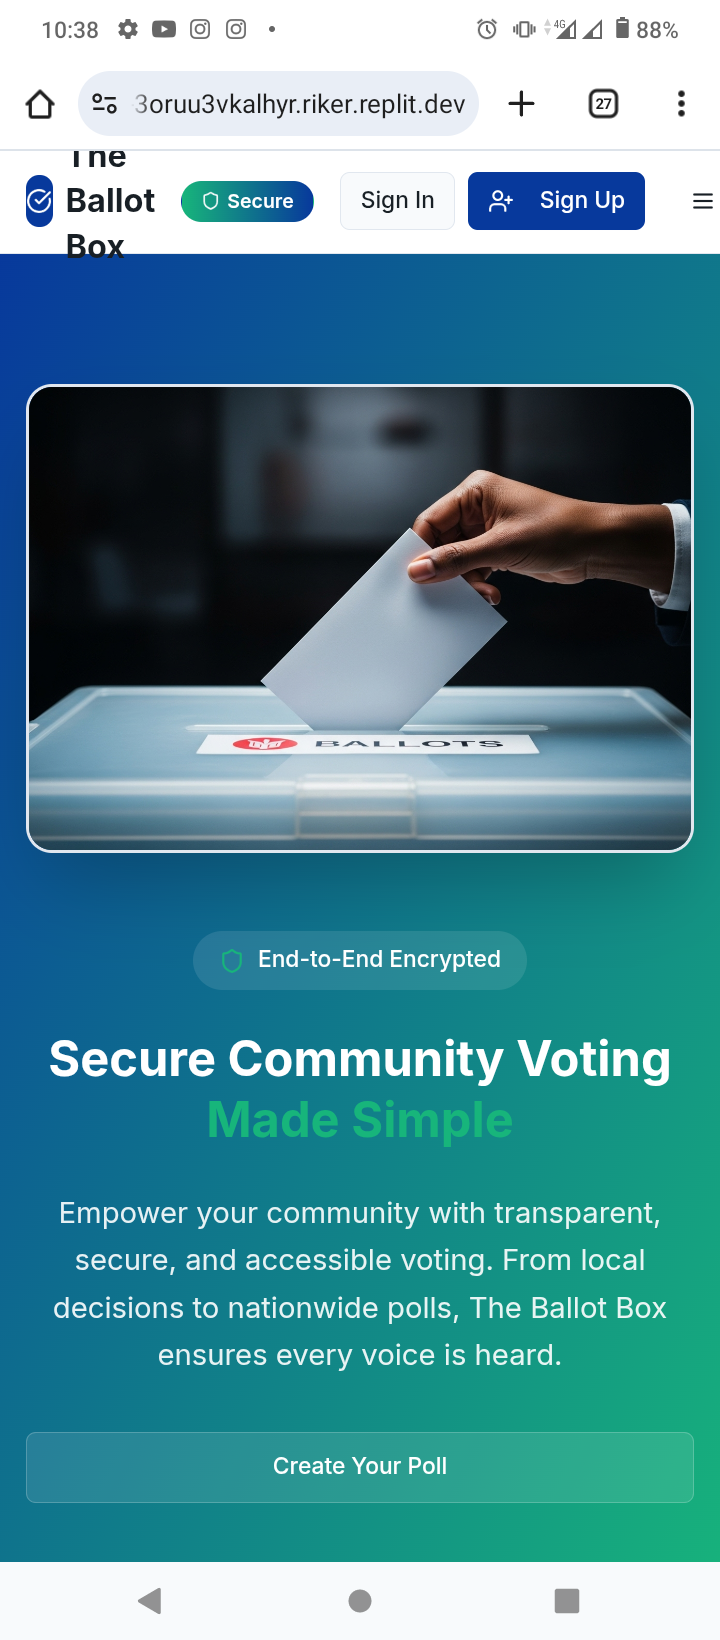 10:38
4G
88%
3oruu3vkalhyr.riker.replit.dev
27
The
Ballot
Box
Secure
Sign In
Sign Up
BALLOTS
End-to-End Encrypted
Secure Community Voting
Made Simple
Empower your community with transparent,
secure, and accessible voting. From local
decisions to nationwide polls, The Ballot Box
ensures every voice is heard.
Create Your Poll